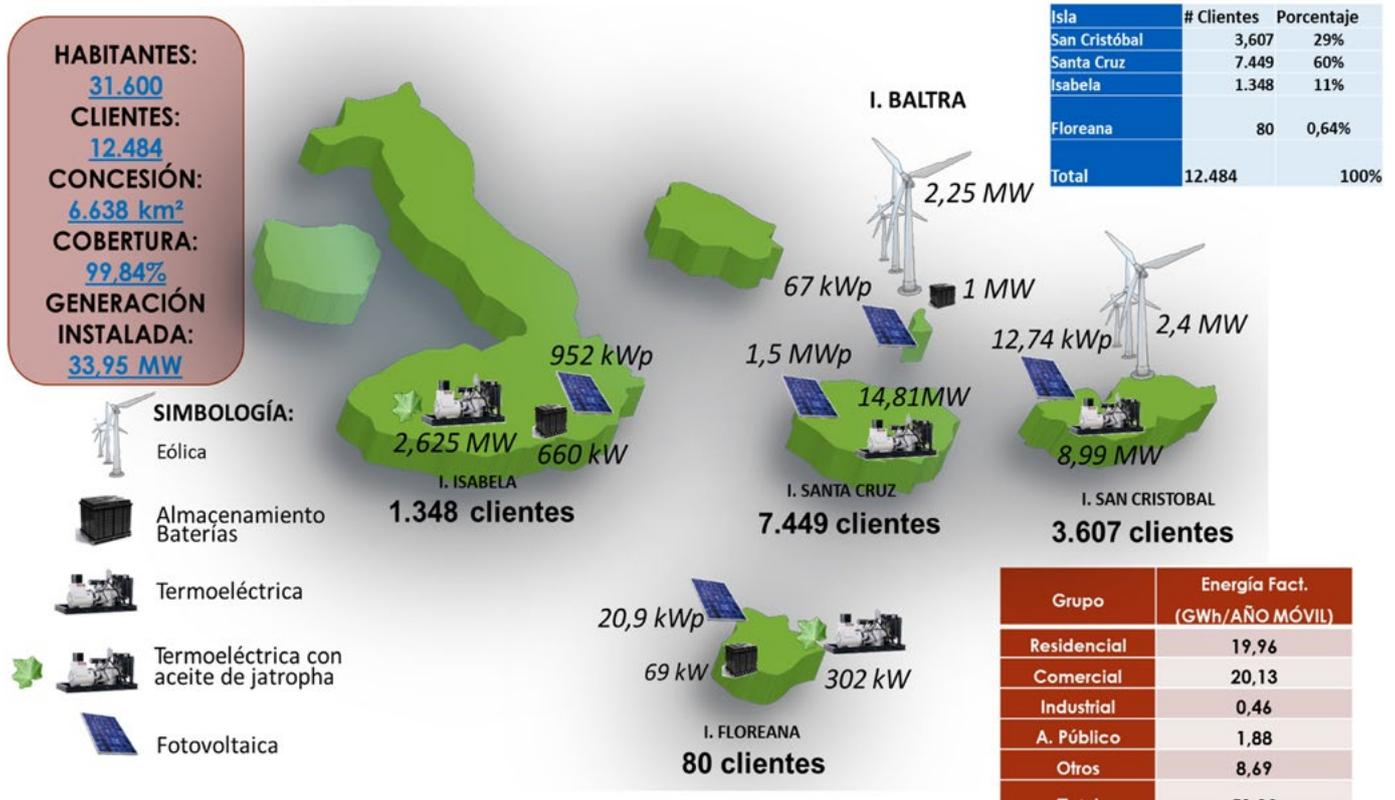 HABITANTES:
31.600
CLIENTES:
12.484
CONCESIÓN:
6.638 km²
COBERTURA:
99,84%
GENERACIÓN
INSTALADA:
33,95 MW
SIMBOLOGÍA:
Eólica
Almacenamiento
Baterías
Termoeléctrica
Termoeléctrica con
aceite de jatropha
Fotovoltaica
952 kWp
2,625 MW
660 kW
I. ISABELA
1.348 clientes
I. BALTRA
2,25 MW
67 kWp
1 MW
1,5 MWp
14,81MW
I. SANTA CRUZ
7.449 clientes
12,74 kWp
2,4 MW
8,99 MW
I. SAN CRISTOBAL
3.607 clientes
20,9 kWp
69 kW
302 kW
I. FLOREANA
80 clientes
Isla # Clientes Porcentaje
San Cristóbal 3,607 29%
Santa Cruz 7.449 60%
Isabela 1.348 11%
Floreana 80 0,64%
Total 12.484 100%
Grupo Energía Fact.
(GWh/AÑO MÓVIL)
Residencial 19,96
Comercial 20,13
Industrial 0,46
A. Público 1,88
Otros 8,69